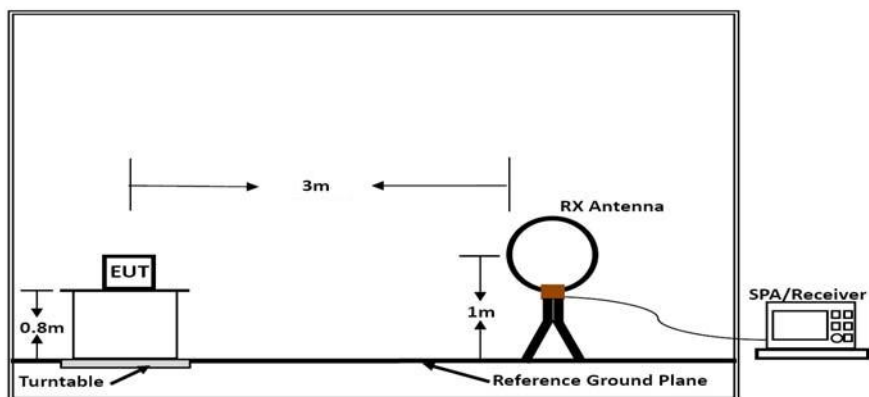 3m
RX Antenna
EUT
SPA/Receiver
0.8m
1m
Turntable
Reference Ground Plane